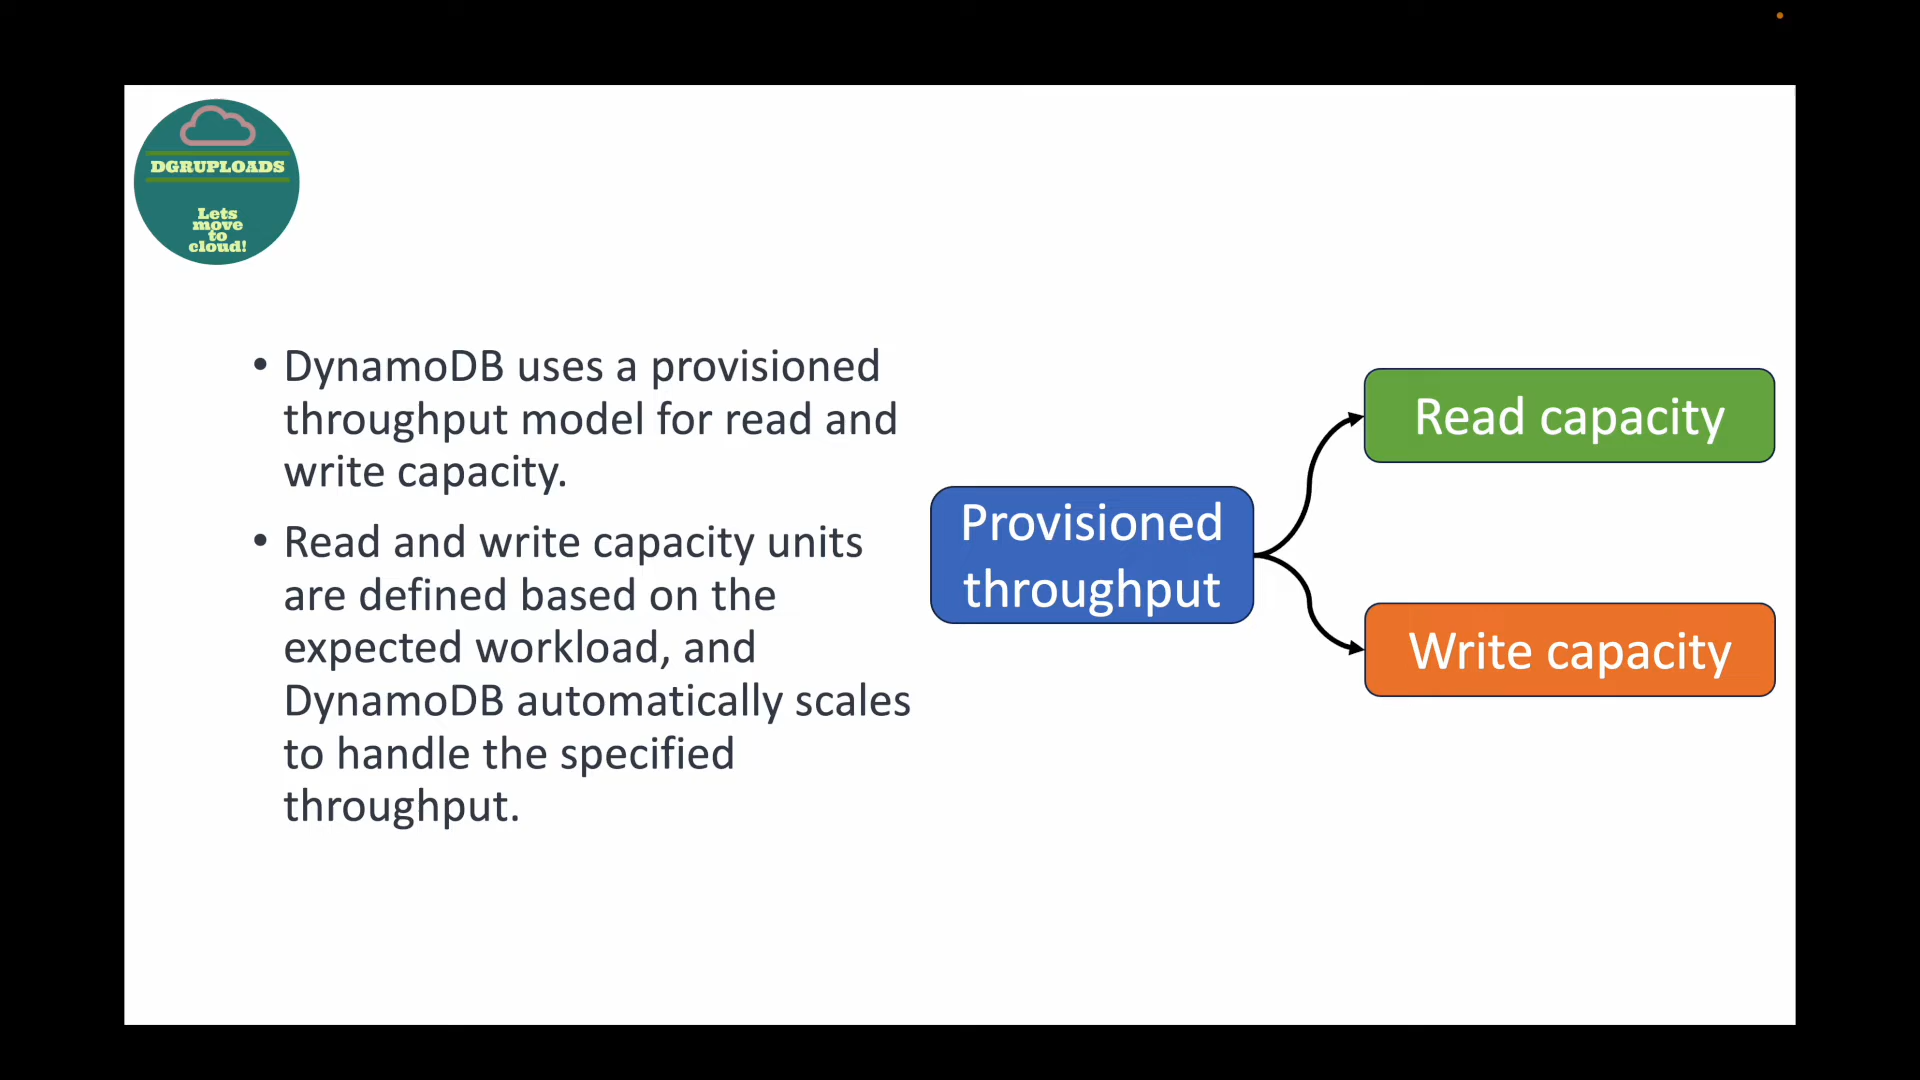 DGRUPLOADS
Lets
move
to
cloud!
• DynamoDB uses a provisioned
throughput model for read and
write capacity.
• Read and write capacity units
are defined based on the
expected workload, and
DynamoDB automatically scales
to handle the specified
throughput.
Provisioned
throughput
Read capacity
Write capacity